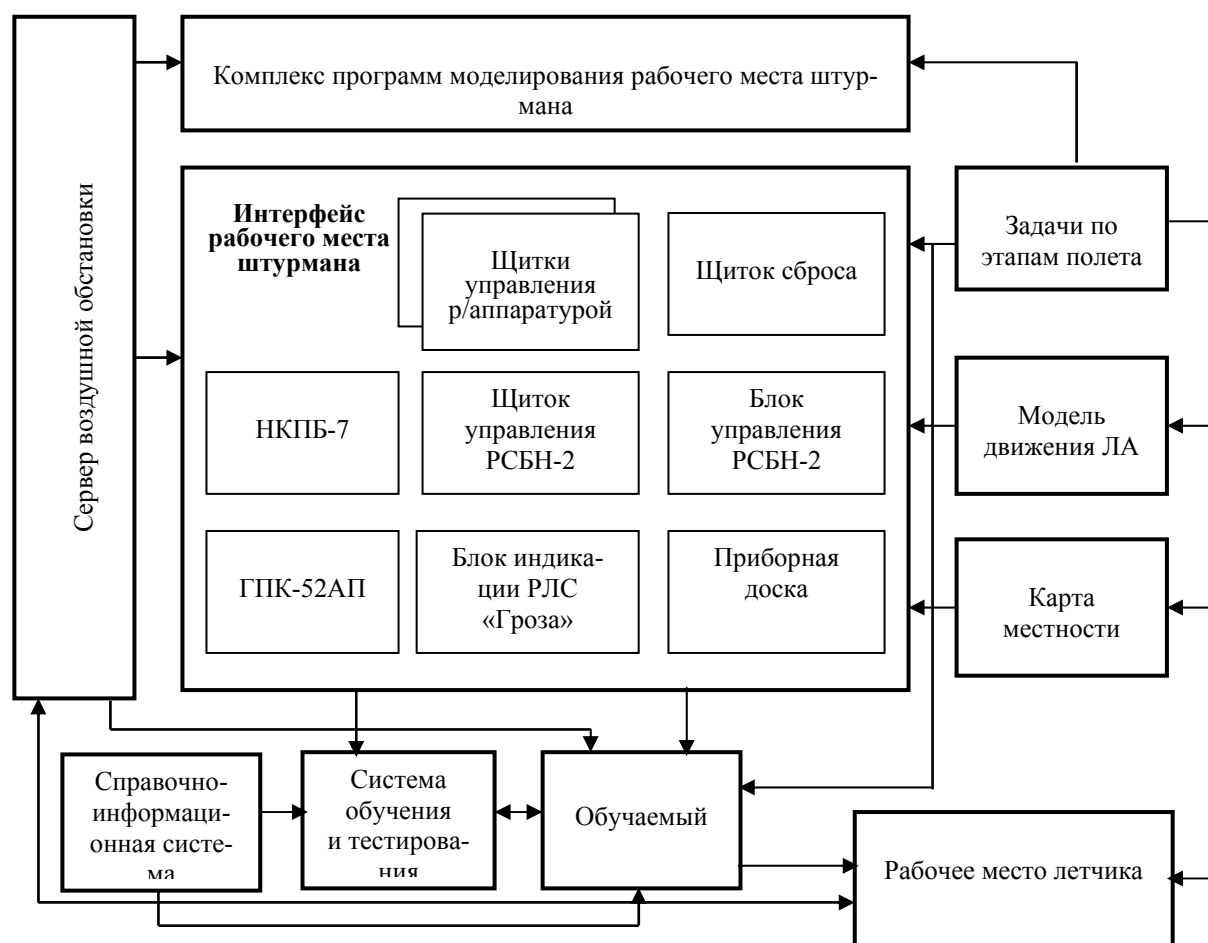 Комплекс программ моделирования рабочего места штур-
мана
Сервер воздушной обстановки
Интерфейс
рабочего места
штурмана
Щитки
управления
р/аппаратурой
Щиток сброса
Задачи по
этапам полета
НКПБ-7
Щиток
управления
РСБН-2
Блок
управления
РСБН-2
Модель
движения ЛА
ГПК-52АП
Блок индика-
ции РЛС
«Гроза»
Приборная
доска
Карта
местности
Справочно-
информаци-
онная систе-
ма
Система
обучения
и тестирова-
ния
Обучаемый
Рабочее место летчика